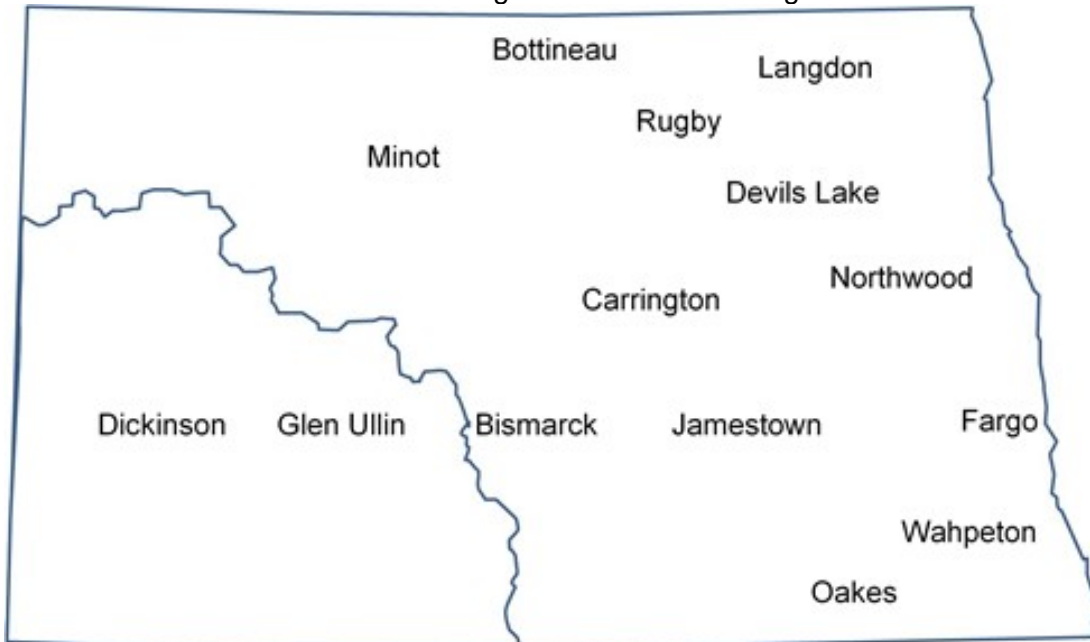 Bottineau
Langdon
Rugby
Minot
Devils Lake
Northwood
Carrington
Dickinson
Glen Ullin
Bismarck
Jamestown
Fargo
Wahpeton
Oakes